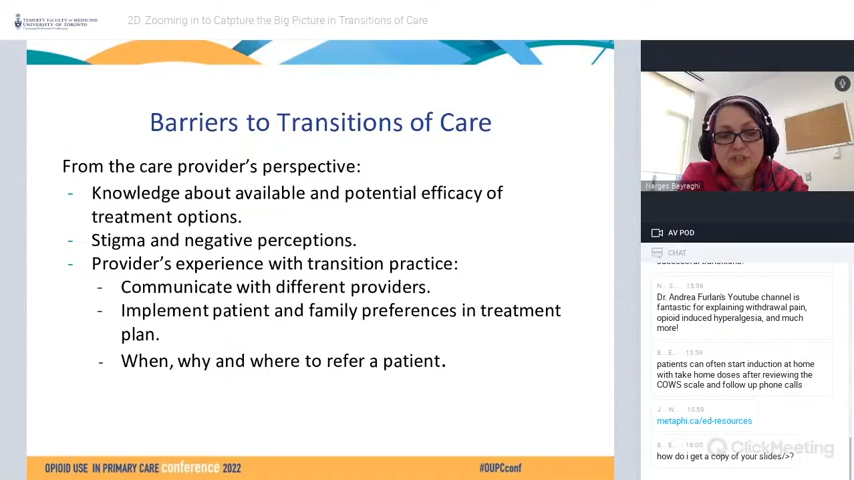 TEMERTY FACULTY OF MEDICINE
UNIVERSITY OF TORONTO
2D: Zooming in to Catpture the Big Picture in Transitions of Care
Barriers to Transitions of Care
From the care provider's perspective:
- Knowledge about available and potential efficacy of
treatment options.
- Stigma and negative perceptions.
- Provider's experience with transition practice:
- Communicate with different providers.
- Implement patient and family preferences in treatment
plan.
- When, why and where to refer a patient.
OPIOID USE IN PRIMARY CARE conference 2022
#OUPCconf
Narges Beyraghi
AV POD
CHAT
successful transitions.
N... S... 15:56
Dr. Andrea Furlan's Youtube channel is
fantastic for explaining withdrawal pain,
opioid induced hyperalgesia, and much
more!
B... E... 15:59
patients can often start induction at home
with take home doses after reviewing the
COWS scale and follow up phone calls
J... W... 15:59
metaphi.ca/ed-resources
B... E... 16:00
how do i get a copy of your slides/>?
ClickMeeting